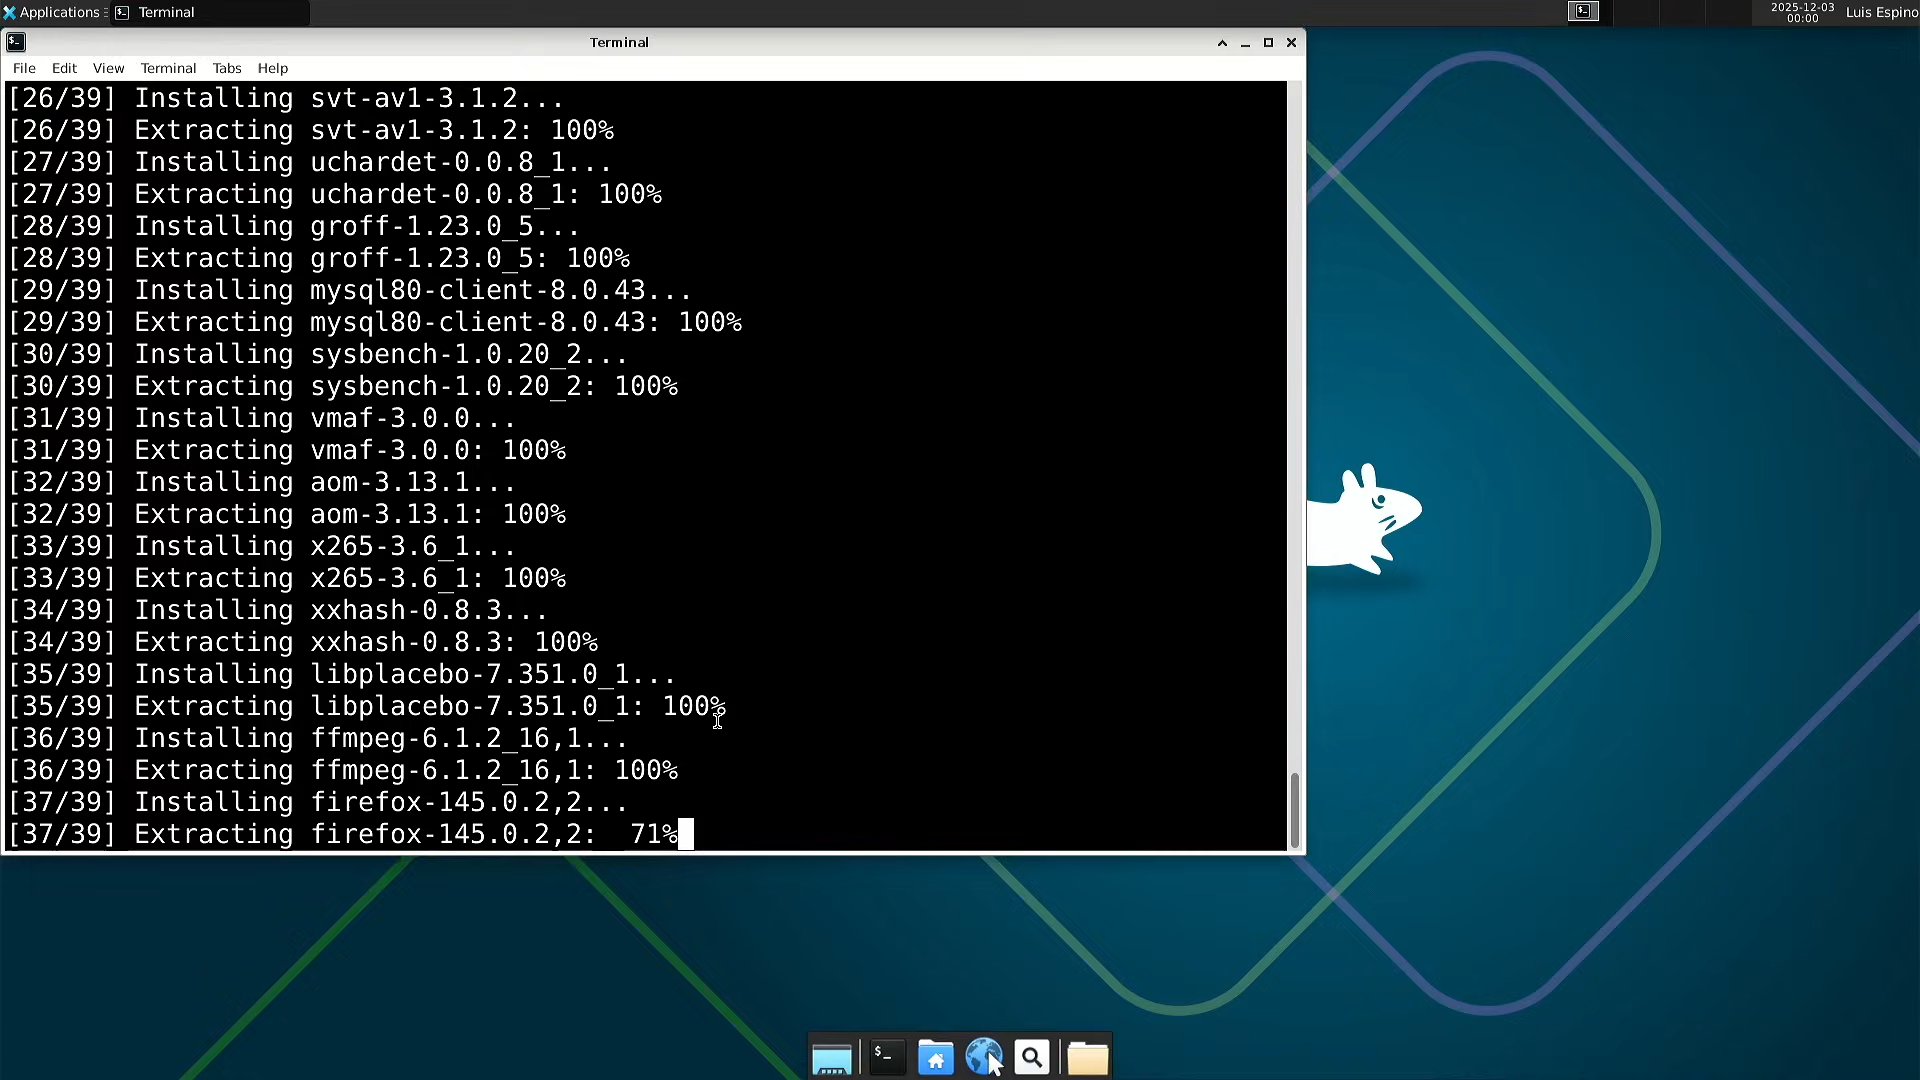 Applications
Terminal
2025-12-03
00:00
Luis Espino
Terminal
File Edit View Terminal Tabs Help
[26/39] Installing svt-av1-3.1.2...
[26/39] Extracting svt-av1-3.1.2: 100%
[27/39] Installing uchardet-0.0.8_1...
[27/39] Extracting uchardet-0.0.8_1: 100%
[28/39] Installing groff-1.23.0_5...
[28/39] Extracting groff-1.23.0_5: 100%
[29/39] Installing mysql80-client-8.0.43...
[29/39] Extracting mysql80-client-8.0.43: 100%
[30/39] Installing sysbench-1.0.20_2...
[30/39] Extracting sysbench-1.0.20_2: 100%
[31/39] Installing vmaf-3.0.0...
[31/39] Extracting vmaf-3.0.0: 100%
[32/39] Installing aom-3.13.1...
[32/39] Extracting aom-3.13.1: 100%
[33/39] Installing x265-3.6_1...
[33/39] Extracting x265-3.6_1: 100%
[34/39] Installing xxhash-0.8.3...
[34/39] Extracting xxhash-0.8.3: 100%
[35/39] Installing libplacebo-7.351.0_1...
[35/39] Extracting libplacebo-7.351.0_1: 100%
[36/39] Installing ffmpeg-6.1.2_16,1...
[36/39] Extracting ffmpeg-6.1.2_16,1: 100%
[37/39] Installing firefox-145.0.2,2...
[37/39] Extracting firefox-145.0.2,2:  71%